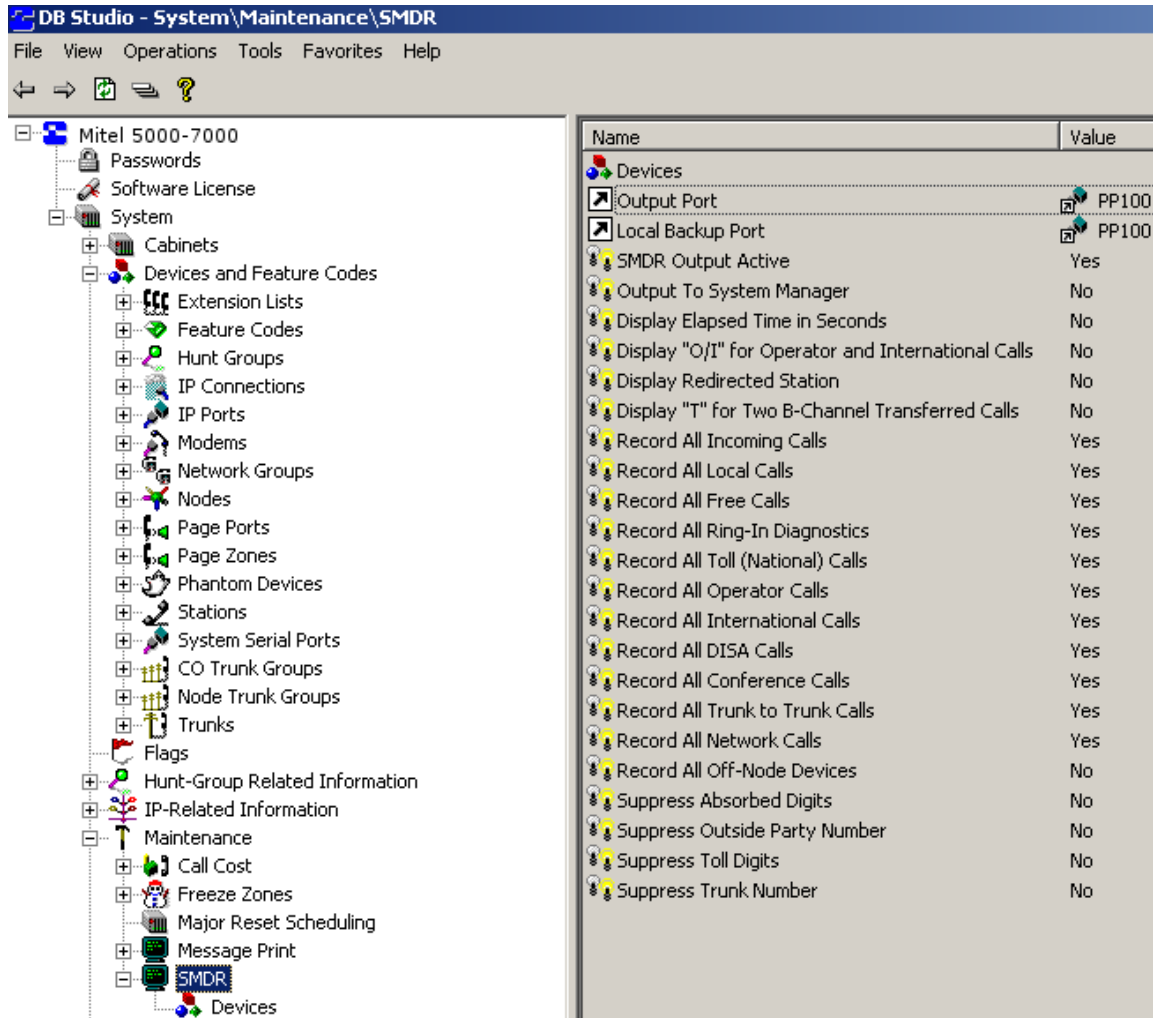 DB Studio - System\Maintenance\SMDR
File View Operations Tools Favorites Help
Mitel 5000-7000
Passwords
Software License
System
Cabinets
Devices and Feature Codes
Extension Lists
Feature Codes
Hunt Groups
IP Connections
IP Ports
Modems
Network Groups
Nodes
Page Ports
Page Zones
Phantom Devices
Stations
System Serial Ports
CO Trunk Groups
Node Trunk Groups
Trunks
Flags
Hunt-Group Related Information
IP-Related Information
Maintenance
Call Cost
Freeze Zones
Major Reset Scheduling
Message Print
SMDR
Devices
Name Value
Devices
Output Port PP100
Local Backup Port PP100
SMDR Output Active Yes
Output To System Manager No
Display Elapsed Time in Seconds No
Display "O/I" for Operator and International Calls No
Display Redirected Station No
Display "T" for Two B-Channel Transferred Calls No
Record All Incoming Calls Yes
Record All Local Calls Yes
Record All Free Calls Yes
Record All Ring-In Diagnostics Yes
Record All Toll (National) Calls Yes
Record All Operator Calls Yes
Record All International Calls Yes
Record All DISA Calls Yes
Record All Conference Calls Yes
Record All Trunk to Trunk Calls Yes
Record All Network Calls Yes
Record All Off-Node Devices No
Suppress Absorbed Digits No
Suppress Outside Party Number No
Suppress Toll Digits No
Suppress Trunk Number No